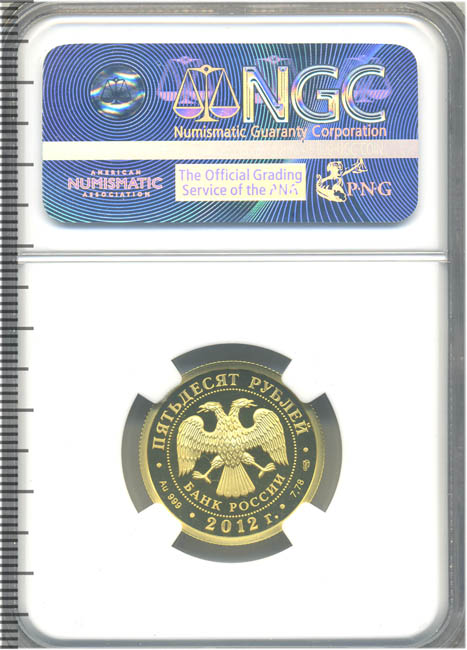 NGC
Numismatic Guaranty Corporation
AMERICAN
NUMISMATIC
ASSOCIATION
The Official Grading
Service of the PNG
PNG
ПЯТЬДЕСЯТ РУБЛЕЙ
Au 999
7,78
БАНК РОССИИ
• 2012 г. •